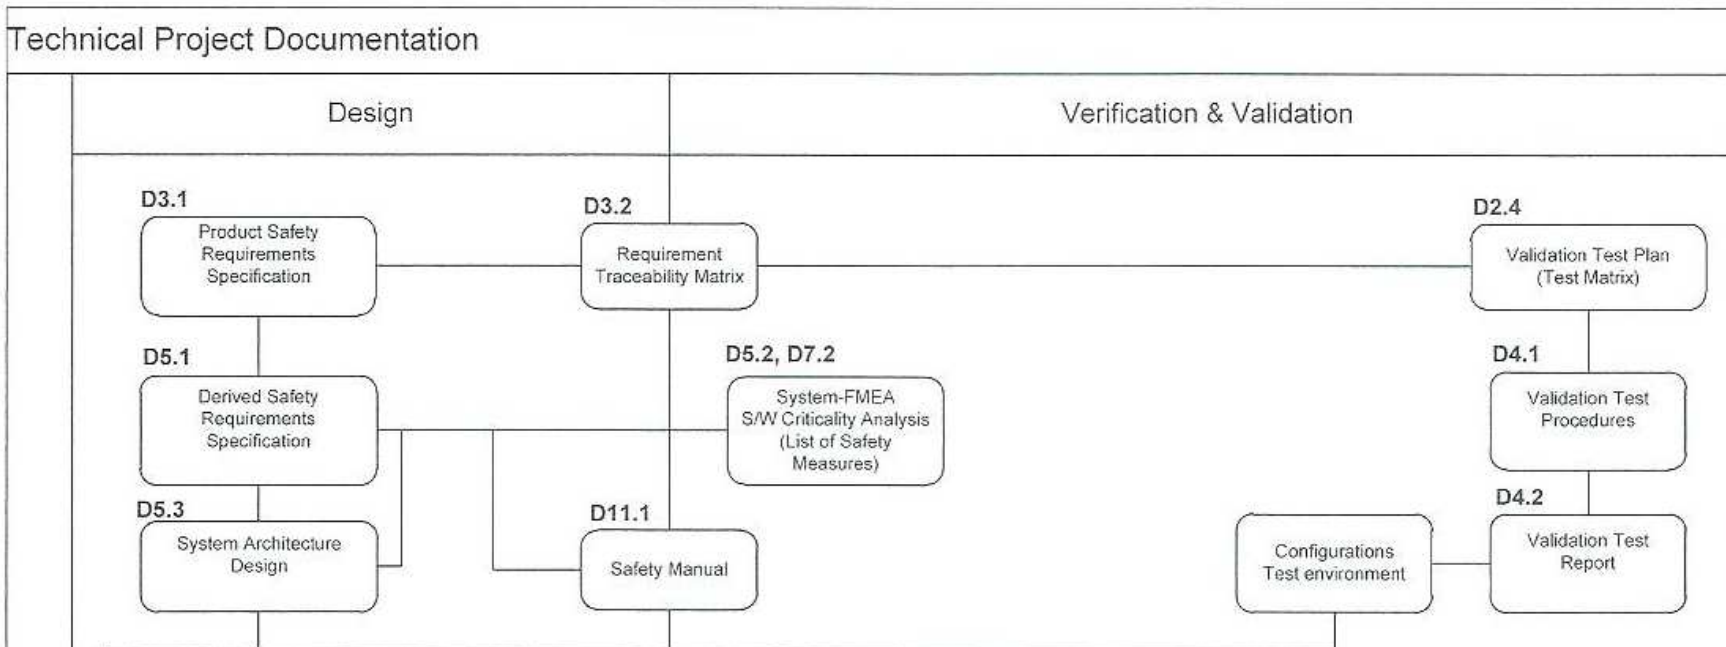 Technical Project Documentation
Design
Verification & Validation
D3.1
Product Safety
Requirements
Specification
D3.2
Requirement
Traceability Matrix
D2.4
Validation Test Plan
(Test Matrix)
D5.1
Derived Safety
Requirements
Specification
D5.2, D7.2
System-FMEA
S/W Criticality Analysis
(List of Safety
Measures)
D4.1
Validation Test
Procedures
D5.3
System Architecture
Design
D11.1
Safety Manual
Configurations
Test environment
D4.2
Validation Test
Report